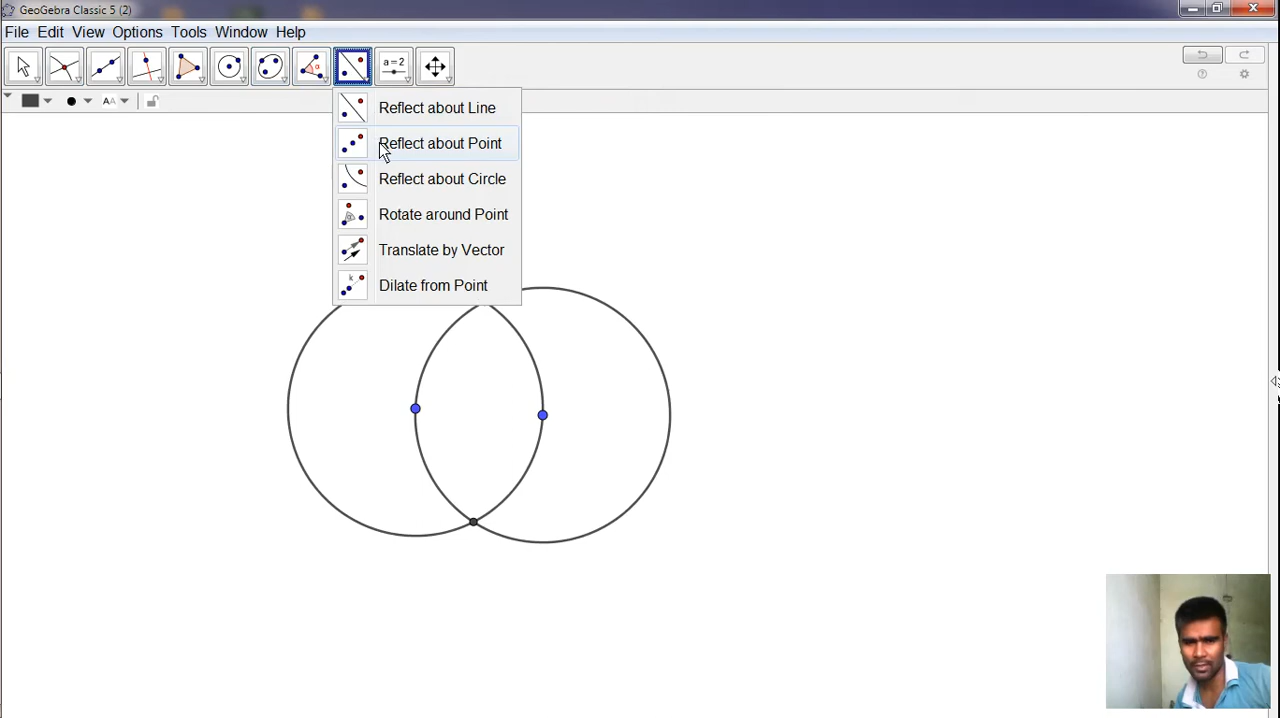 GeoGebra Classic 5 (2)
File Edit View Options Tools Window Help
a=2
AA
Reflect about Line
Reflect about Point
Reflect about Circle
Rotate around Point
Translate by Vector
Dilate from Point